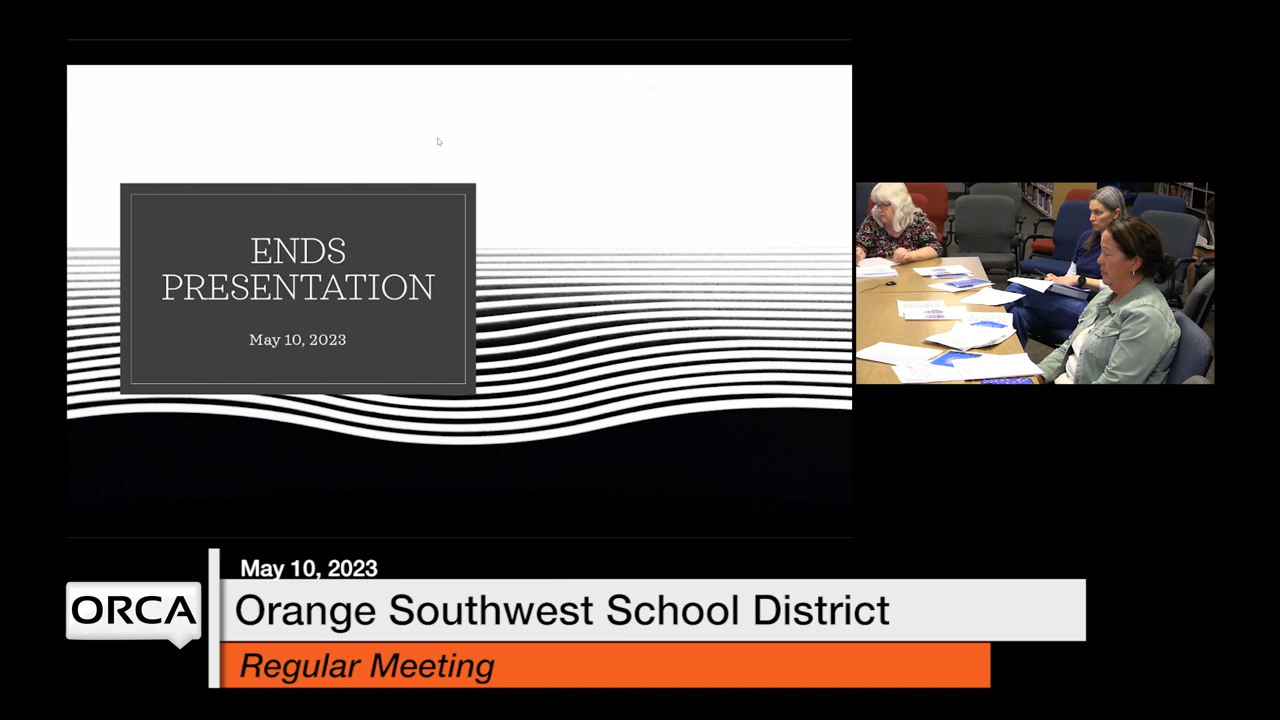 ENDS
PRESENTATION
May 10, 2023
May 10, 2023
ORCA
Orange Southwest School District
Regular Meeting